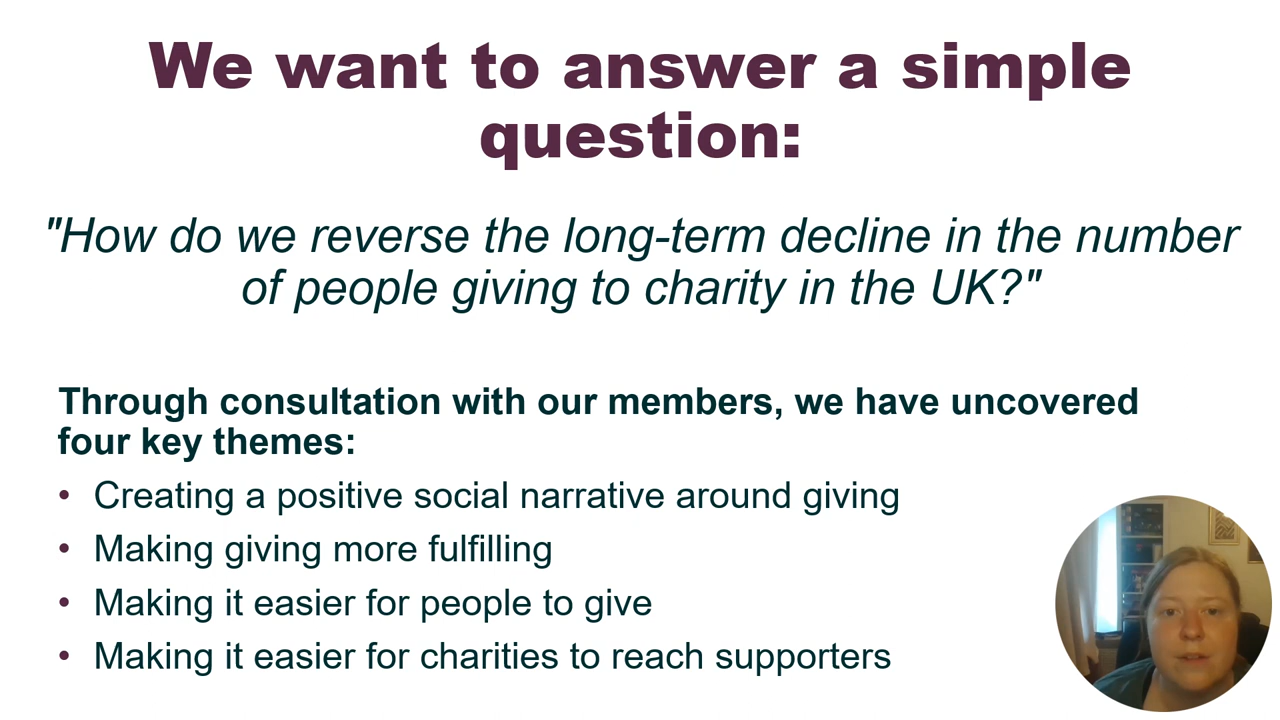 We want to answer a simple
question:
"How do we reverse the long-term decline in the number
of people giving to charity in the UK?"
Through consultation with our members, we have uncovered
four key themes:
• Creating a positive social narrative around giving
• Making giving more fulfilling
• Making it easier for people to give
• Making it easier for charities to reach supporters